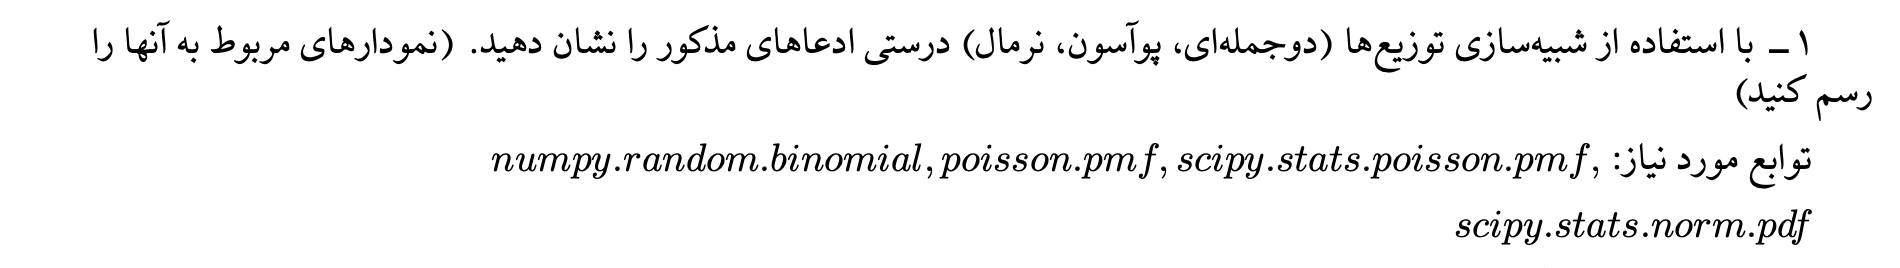 ۱ ـ با استفاده از شبیه‌سازی توزیع‌ها (دوجمله‌ای، پوآسون، نرمال) درستی ادعاهای مذکور را نشان دهید. (نمودارهای مربوط به آنها را
رسم کنید)
توابع مورد نیاز: numpy.random.binomial, poisson.pmf, scipy.stats.poisson.pmf,
scipy.stats.norm.pdf